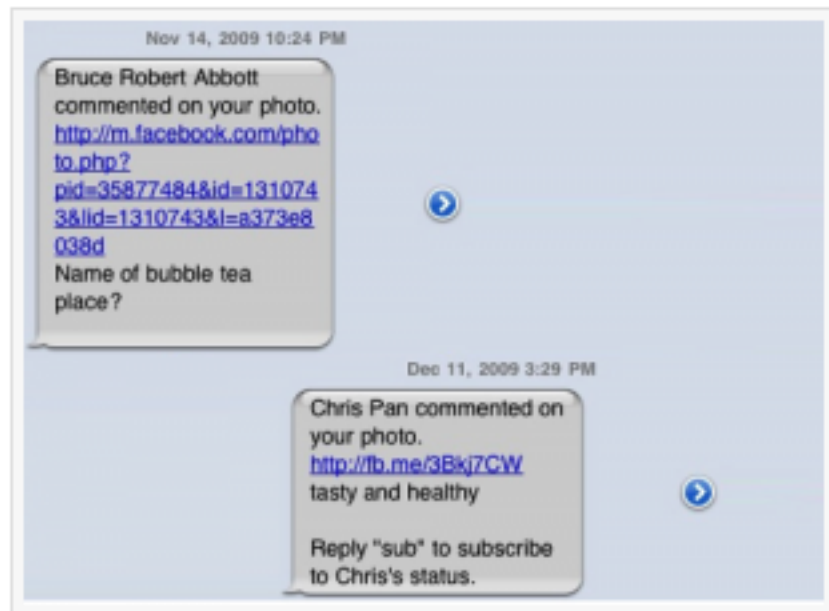 Nov 14, 2009 10:24 PM
Bruce Robert Abbott
commented on your photo.
http://m.facebook.com/pho
to.php?
pid=35877484&id=131074
3&lid=1310743&l=a373e8
038d
Name of bubble tea
place?
Dec 11, 2009 3:29 PM
Chris Pan commented on
your photo.
http://fb.me/3Bkj7CW
tasty and healthy
Reply "sub" to subscribe
to Chris's status.